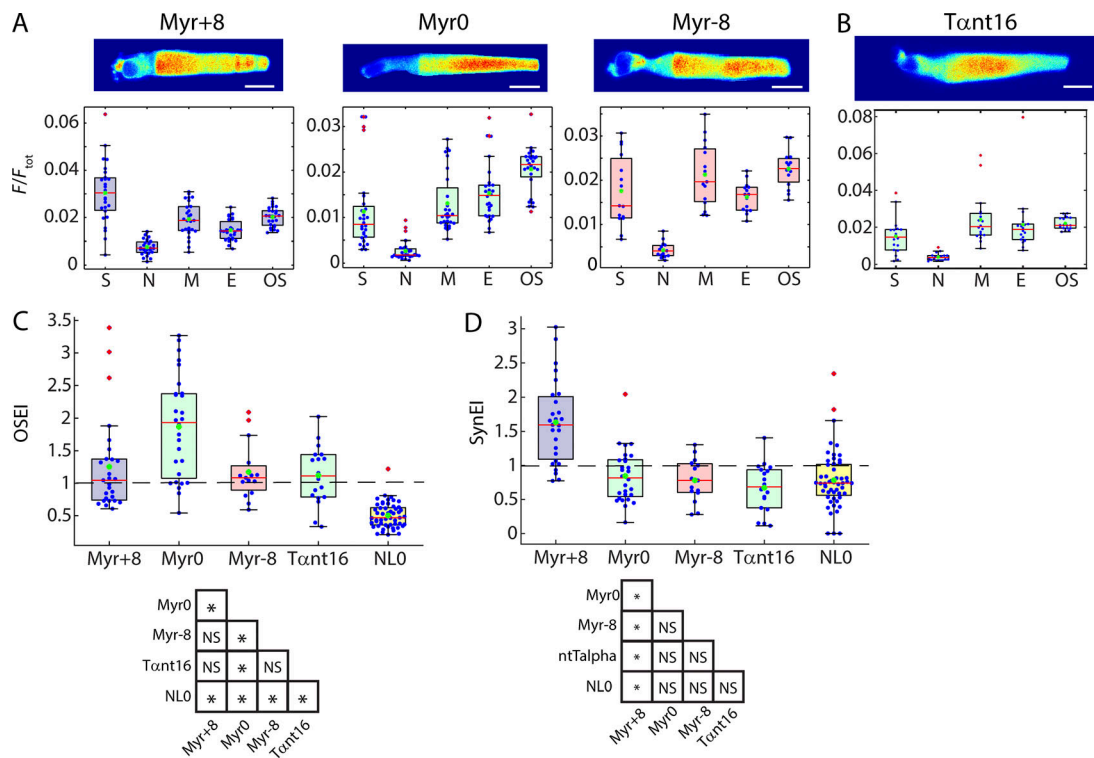 A Myr+8 Myr0 Myr-8 B Tαnt16
0.06 0.03 0.03 0.08
0.04 0.02 0.02 0.06
0.02 0.01 0.01 0.04
0 0 0 0.02
0
F/Ftot
S N M E OS S N M E OS S N M E OS S N M E OS
C D
3.5
3
2.5
2
1.5
1
0.5
OSEI
Myr+8 Myr0 Myr-8 Tαnt16 NL0
3
2.5
2
1.5
1
0.5
0
SynEI
Myr+8 Myr0 Myr-8 Tαnt16 NL0
Myr0 *
Myr-8 NS *
Tαnt16 NS * NS
NL0 * * * *
Myr+8 Myr0 Myr-8 Tαnt16
Myr0 *
Myr-8 * NS
ntTalpha * NS NS
NL0 * NS NS NS
Myr+8 Myr0 Myr-8 Tαnt16